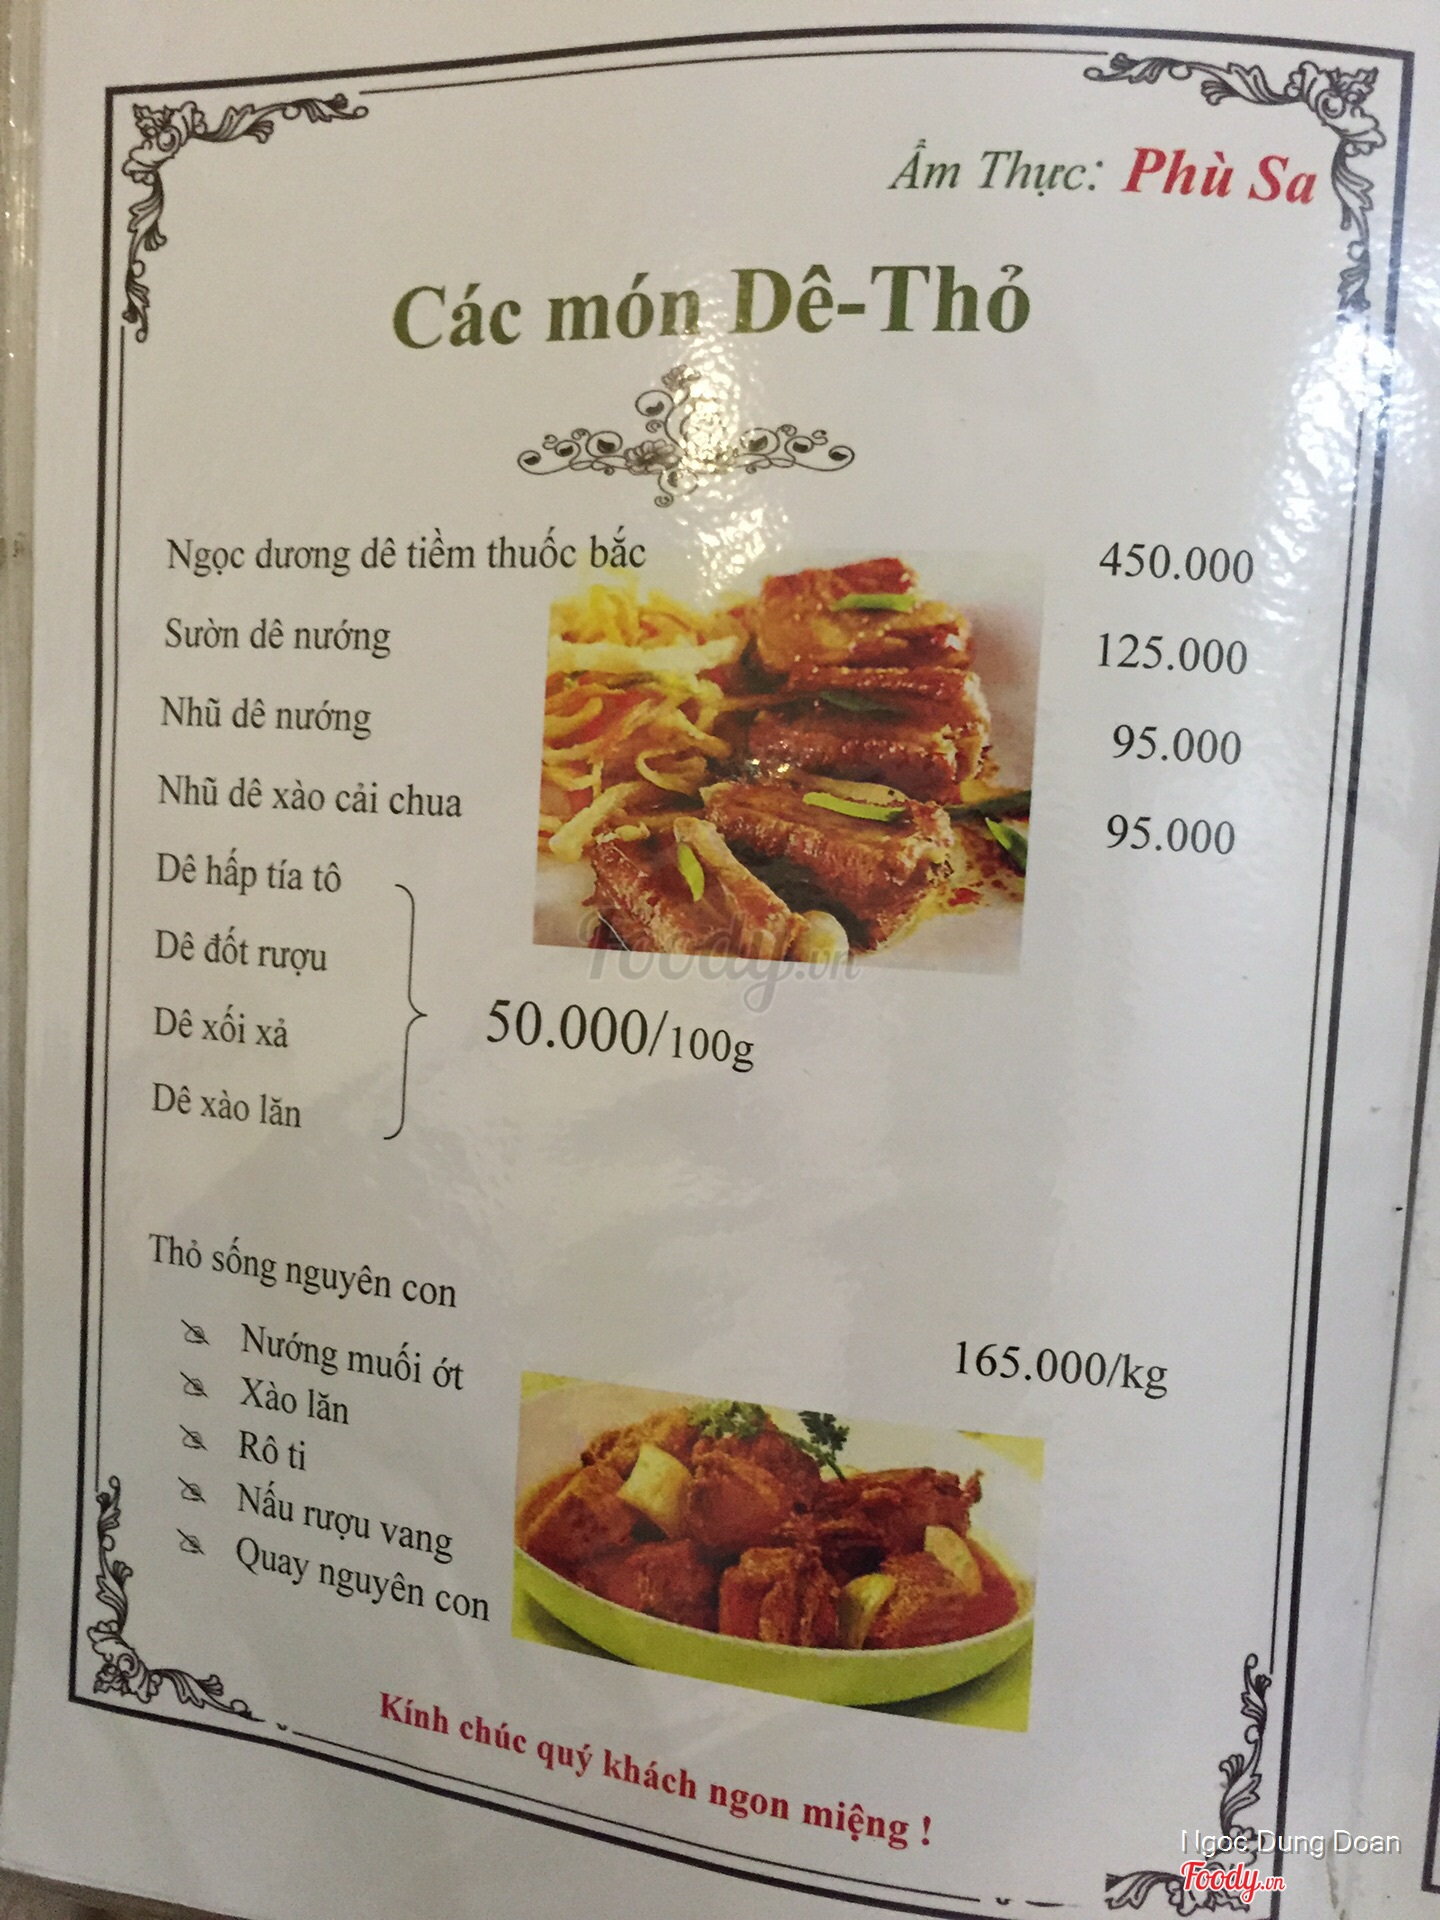 Ẩm Thực: Phù Sa
Các món Dê-Thỏ
Ngọc dương dê tiềm thuốc bắc 450.000
Sườn dê nướng 125.000
Nhũ dê nướng 95.000
Nhũ dê xào cải chua 95.000
Dê hấp tía tô
Dê đốt rượu
Dê xối xả
Dê xào lăn
50.000/100g
Thỏ sống nguyên con 165.000/kg
Nướng muối ớt
Xào lăn
Rô ti
Nấu rượu vang
Quay nguyên con
Kính chúc quý khách ngon miệng !
Foody.vn
Ngoc Dung Doan
Foody.vn